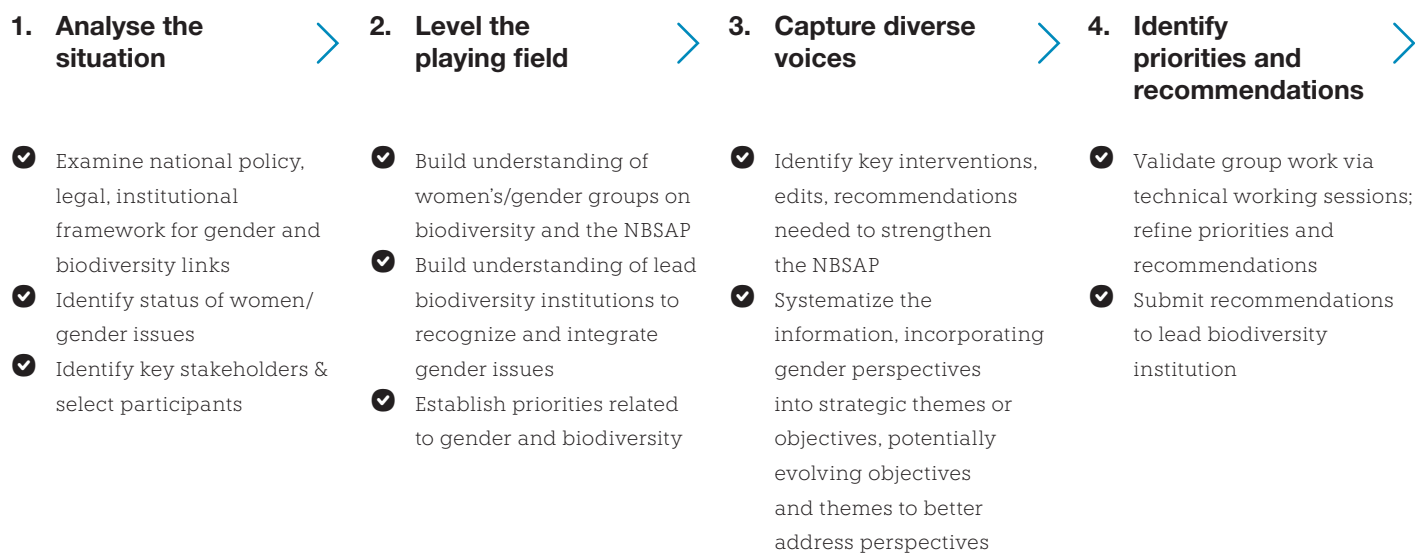 1. Analyse the
situation
Examine national policy,
legal, institutional
framework for gender and
biodiversity links
Identify status of women/
gender issues
Identify key stakeholders &
select participants
2. Level the
playing field
Build understanding of
women's/gender groups on
biodiversity and the NBSAP
Build understanding of lead
biodiversity institutions to
recognize and integrate
gender issues
Establish priorities related
to gender and biodiversity
3. Capture diverse
voices
Identify key interventions,
edits, recommendations
needed to strengthen
the NBSAP
Systematize the
information, incorporating
gender perspectives
into strategic themes or
objectives, potentially
evolving objectives
and themes to better
address perspectives
4. Identify
priorities and
recommendations
Validate group work via
technical working sessions;
refine priorities and
recommendations
Submit recommendations
to lead biodiversity
institution